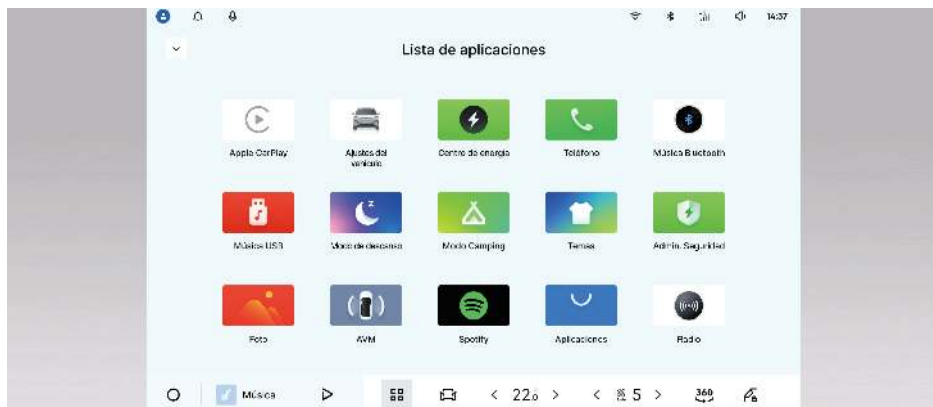 14:37
Lista de aplicaciones
Apple CarPlay
Ajustes del
vehículo
Centro de energía
Teléfono
Música Bluetooth
Música USB
Modo de descanso
Modo Camping
Temas
Admin. Seguridad
Foto
AVM
Spotify
Aplicaciones
Radio
Música
22.0
5
360